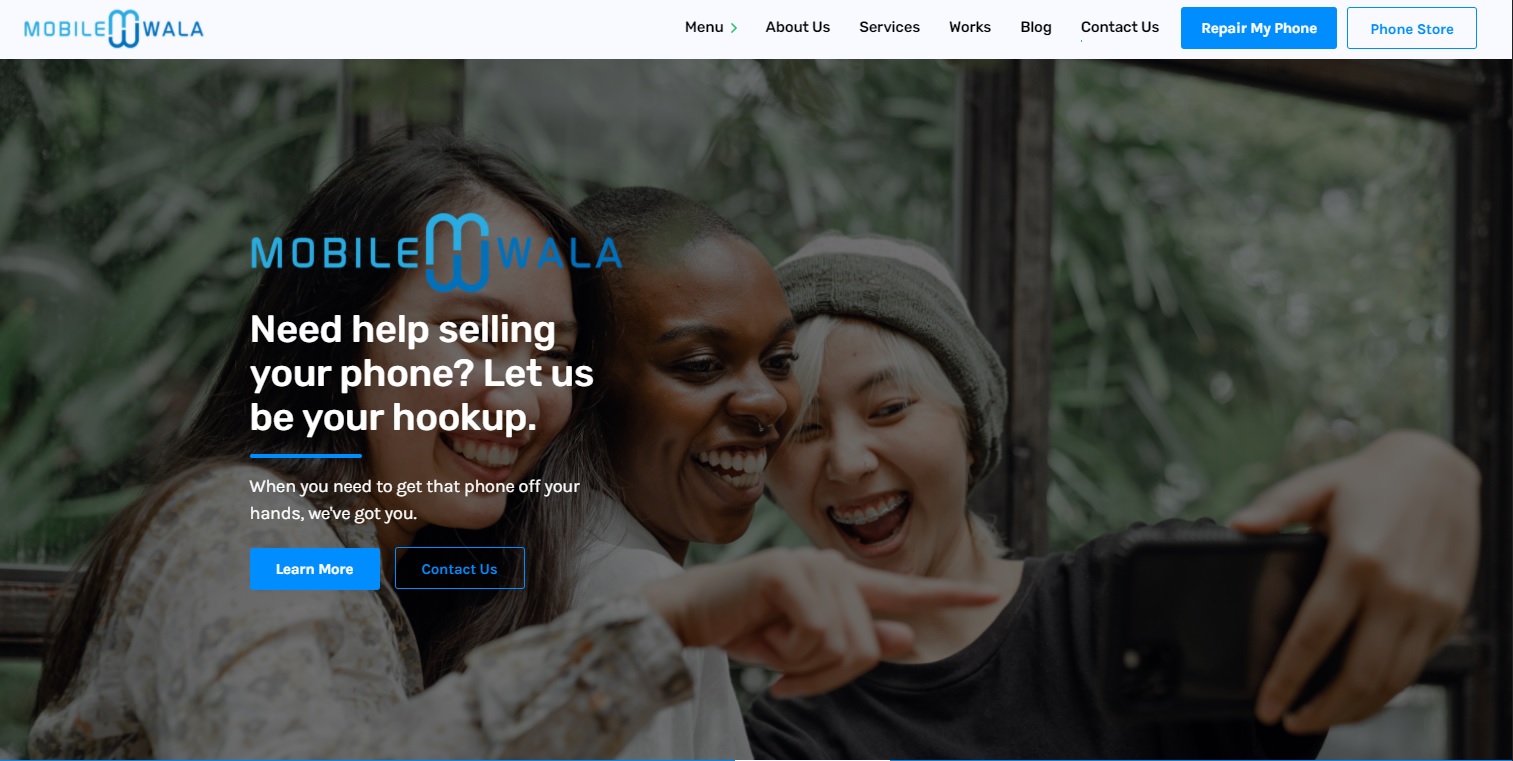 MOBILE WALA
Menu About Us Services Works Blog Contact Us Repair My Phone Phone Store
MOBILE WALA
Need help selling
your phone? Let us
be your hookup.
When you need to get that phone off your
hands, we've got you.
Learn More Contact Us